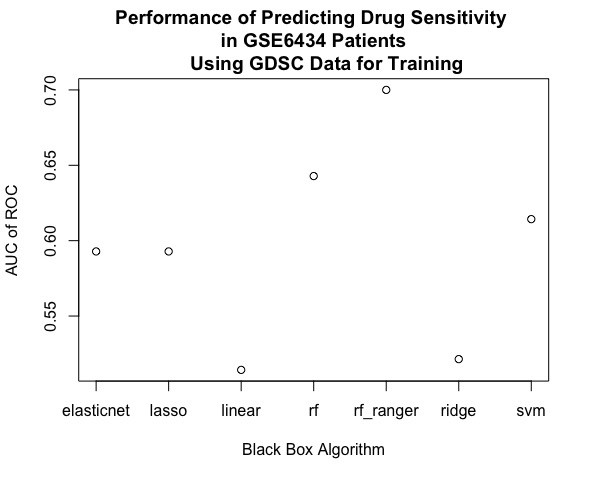 Performance of Predicting Drug Sensitivity
in GSE6434 Patients
Using GDSC Data for Training
AUC of ROC
0.70
0.65
0.60
0.55
elasticnet lasso linear rf rf_ranger ridge svm
Black Box Algorithm